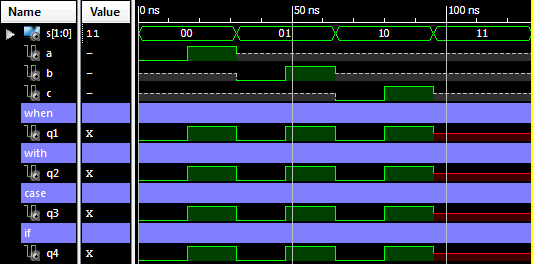 Name Value 0 ns 50 ns 100 ns
s[1:0] 11 00 01 10 11
a –
b –
c –
when
q1 x
with
q2 x
case
q3 x
if
q4 x